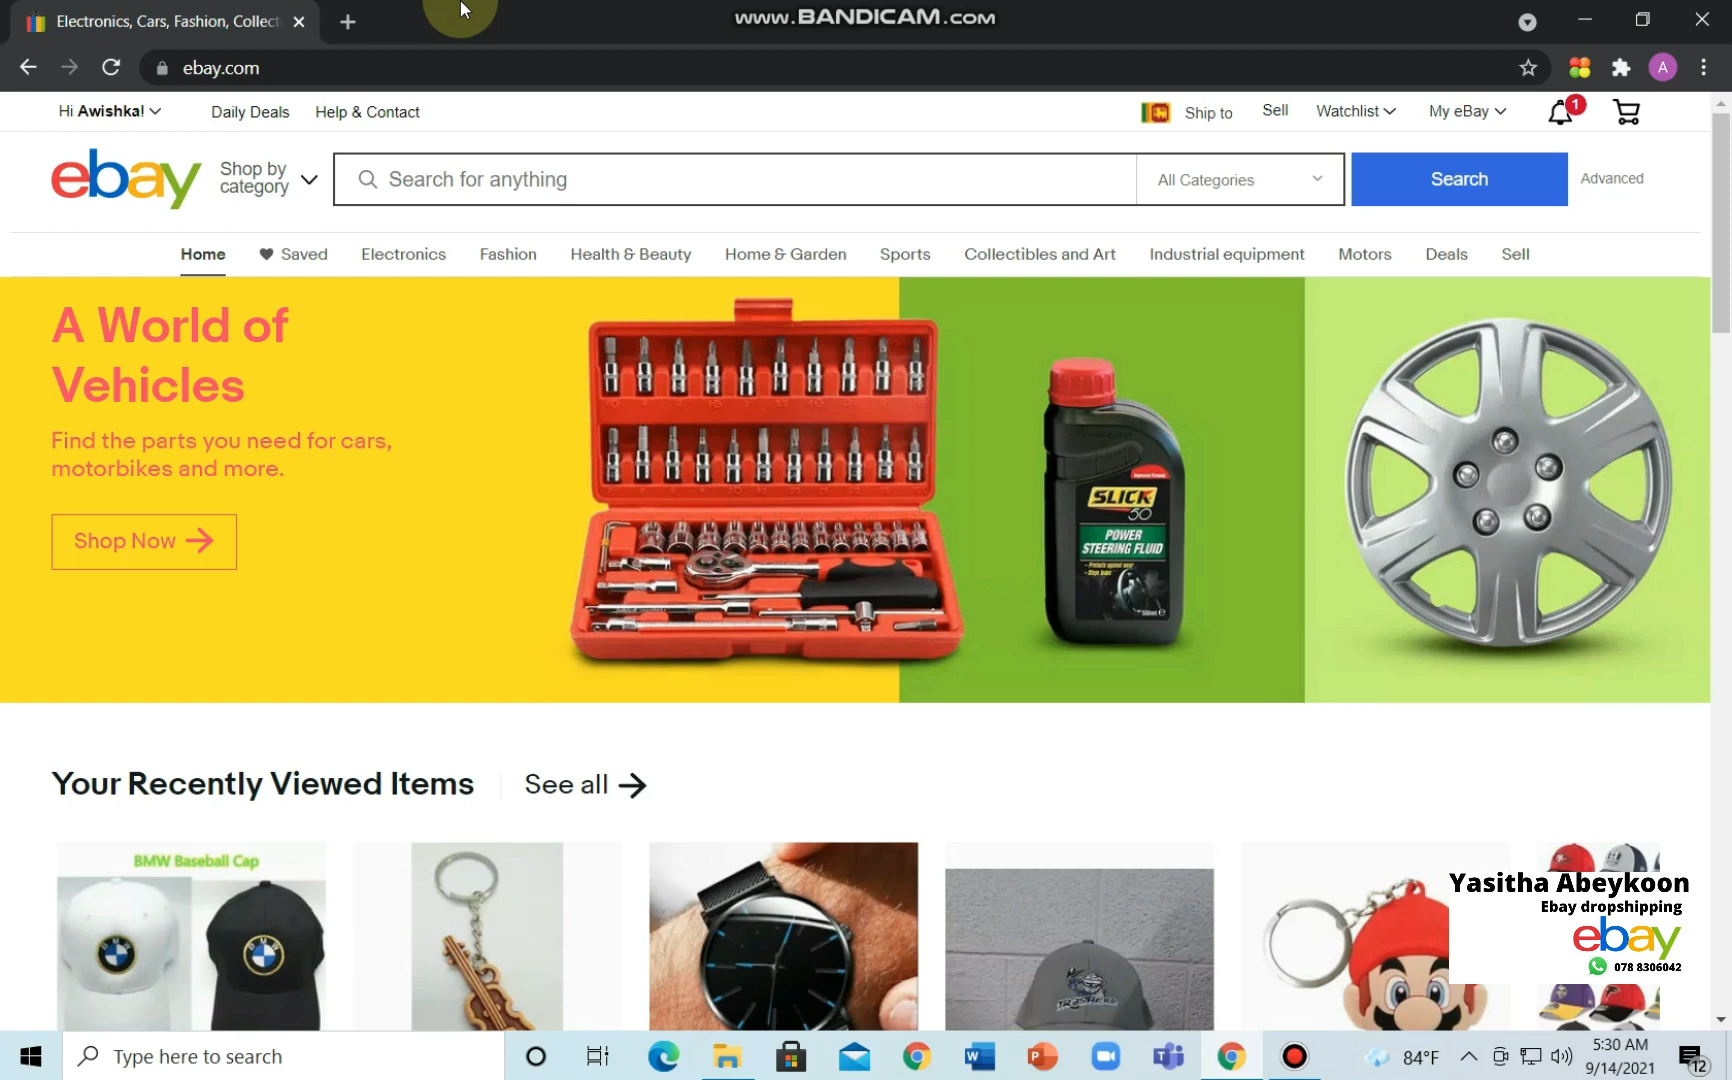 Electronics, Cars, Fashion, Collect
www.BANDICAM.com
ebay.com
A
Hi Awishka!
Daily Deals
Help & Contact
Ship to
Sell
Watchlist
My eBay
1
ebay
Shop by
category
Search for anything
All Categories
Search
Advanced
Home
Saved
Electronics
Fashion
Health & Beauty
Home & Garden
Sports
Collectibles and Art
Industrial equipment
Motors
Deals
Sell
A World of
Vehicles
Find the parts you need for cars,
motorbikes and more.
Shop Now
SLICK
50
POWER
STEERING FLUID
Your Recently Viewed Items
See all
BMW Baseball Cap
Yasitha Abeykoon
Ebay dropshipping
ebay
078 8306042
Type here to search
84°F
5:30 AM
9/14/2021
12